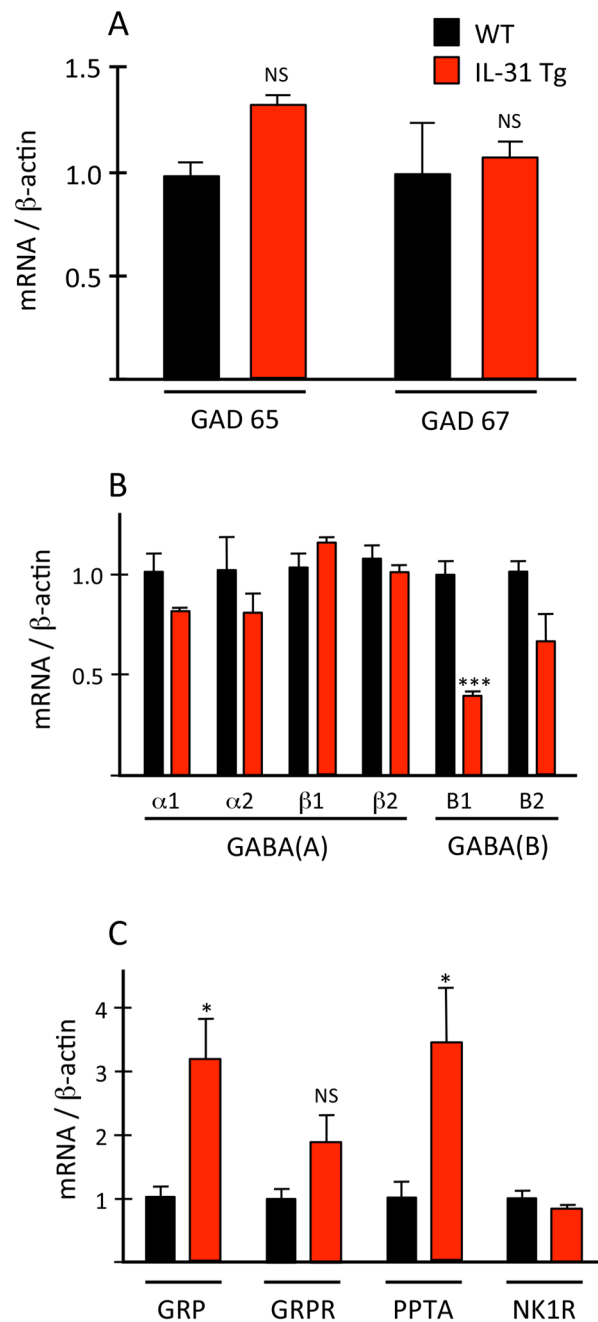 A
WT
IL-31 Tg
mRNA / β-actin
1.5
1.0
0.5
NS
NS
GAD 65
GAD 67
B
mRNA / β-actin
1.0
0.5
***
α1 α2 β1 β2 B1 B2
GABA(A) GABA(B)
C
mRNA / β-actin
4
3
2
1
*
NS
*
GRP GRPR PPTA NK1R